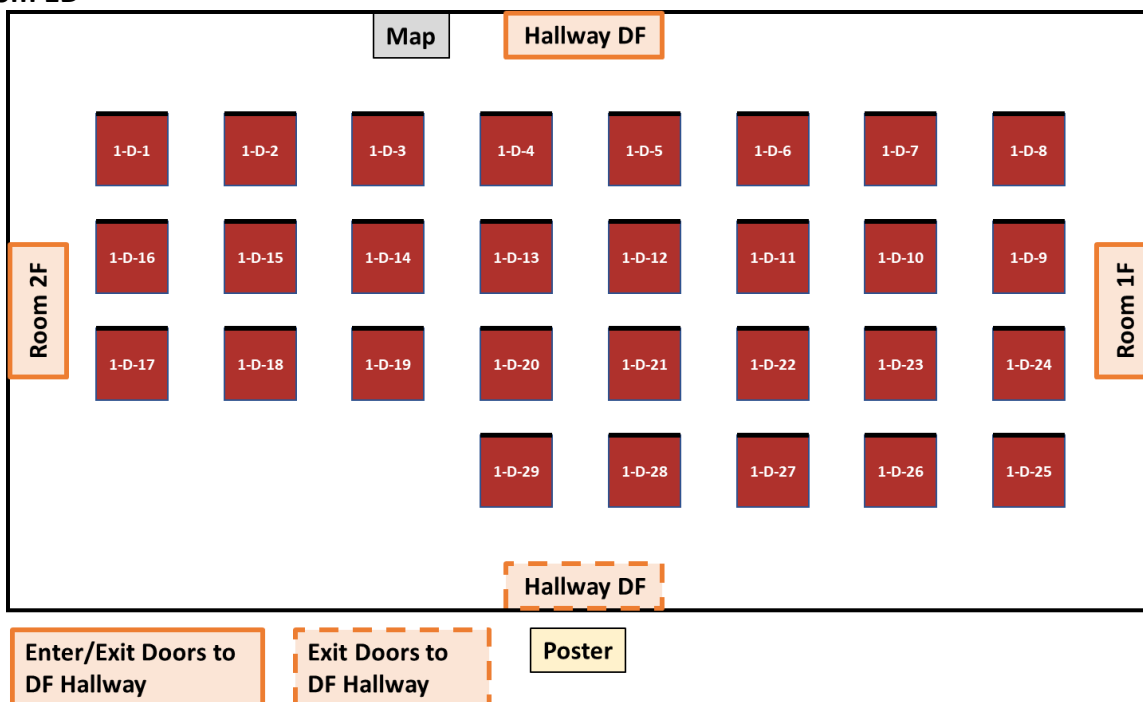 Map
Hallway DF
1-D-1 1-D-2 1-D-3 1-D-4 1-D-5 1-D-6 1-D-7 1-D-8
1-D-16 1-D-15 1-D-14 1-D-13 1-D-12 1-D-11 1-D-10 1-D-9
Room 2F
Room 1F
1-D-17 1-D-18 1-D-19 1-D-20 1-D-21 1-D-22 1-D-23 1-D-24
1-D-29 1-D-28 1-D-27 1-D-26 1-D-25
Hallway DF
Enter/Exit Doors to
DF Hallway
Exit Doors to
DF Hallway
Poster